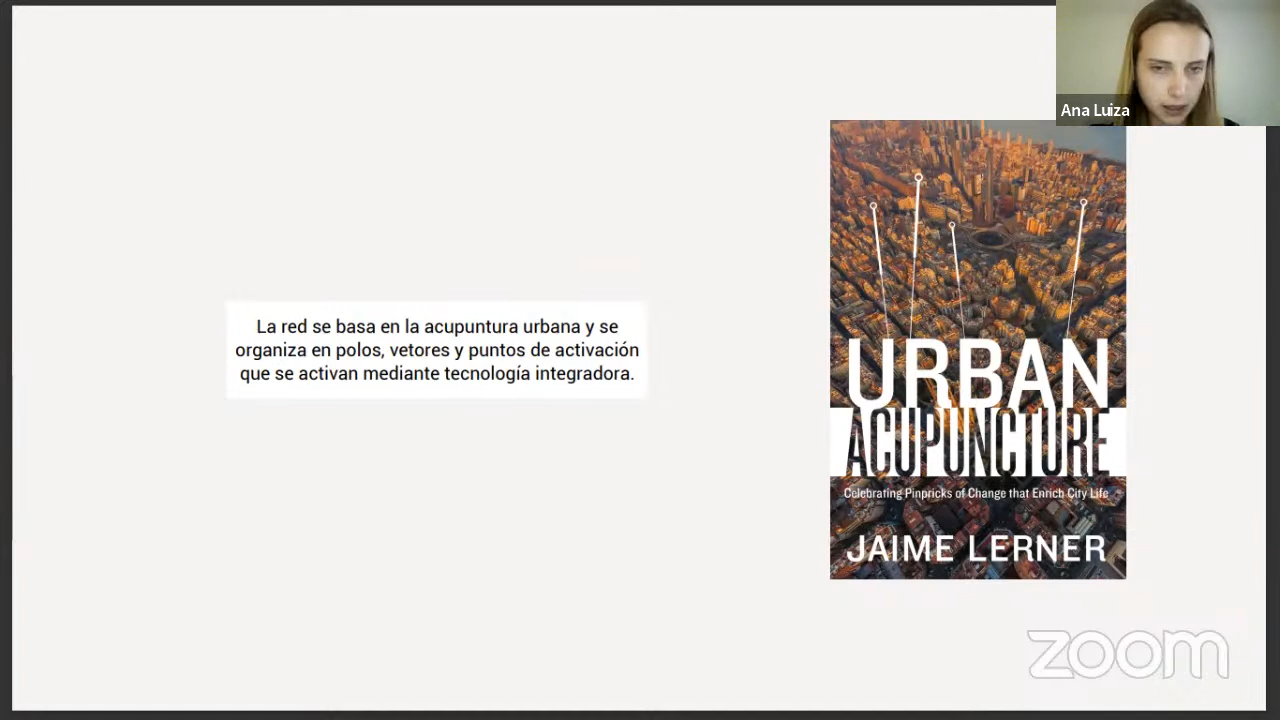 Ana Luiza
La red se basa en la acupuntura urbana y se
organiza en polos, vetores y puntos de activación
que se activan mediante tecnología integradora.
URBAN
ACUPUNCTURE
Celebrating Pinpricks of Change that Enrich City Life
JAIME LERNER
zoom